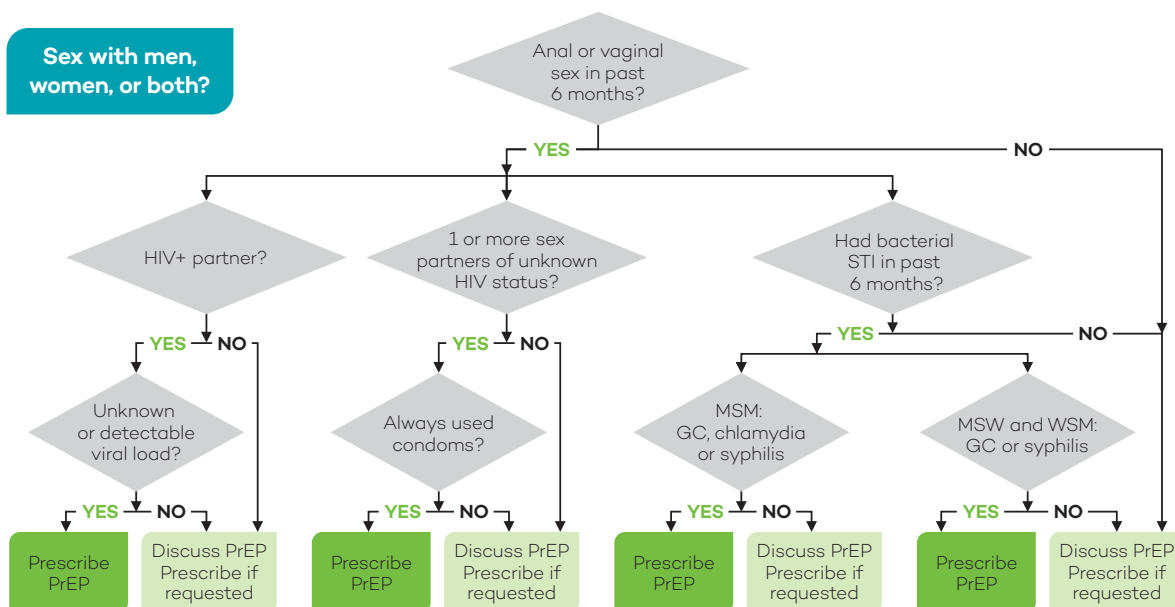 Sex with men,
women, or both?
Anal or vaginal
sex in past
6 months?
YES
NO
HIV+ partner?
1 or more sex
partners of unknown
HIV status?
Had bacterial
STI in past
6 months?
YES
NO
YES
NO
YES
NO
Unknown
or detectable
viral load?
Always used
condoms?
MSM:
GC, chlamydia
or syphilis
MSW and WSM:
GC or syphilis
YES
NO
YES
NO
YES
NO
YES
NO
Prescribe
PrEP
Discuss PrEP
Prescribe if
requested
Prescribe
PrEP
Discuss PrEP
Prescribe if
requested
Prescribe
PrEP
Discuss PrEP
Prescribe if
requested
Prescribe
PrEP
Discuss PrEP
Prescribe if
requested